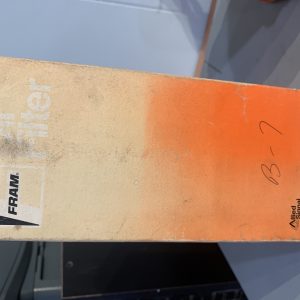 Filter
FRAM®
B-7
Allied
Signal